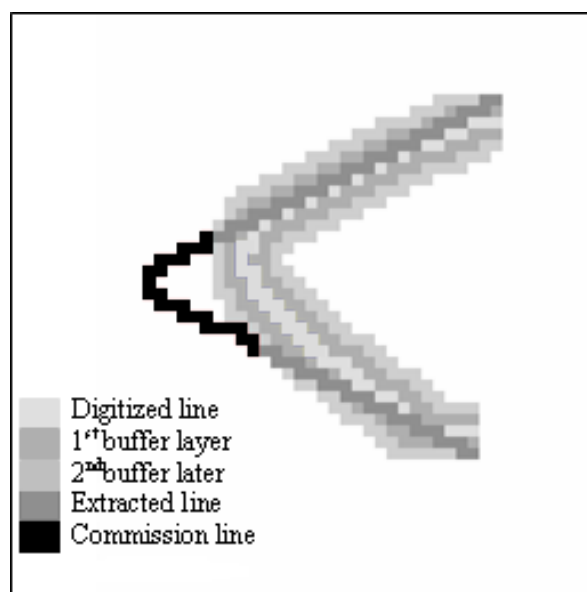 Digitized line
1st buffer layer
2nd buffer later
Extracted line
Commission line